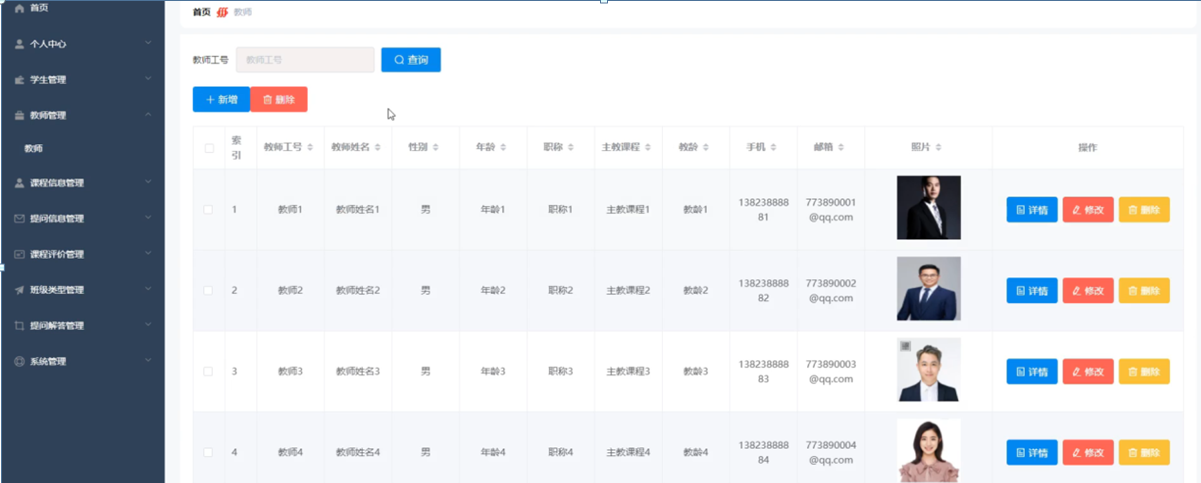 首页
个人中心
学生管理
教师管理
教师
课程信息管理
提问信息管理
课程评价管理
班级类型管理
提问解答管理
系统管理
首页 教师
教师工号 教师工号 查询
新增 删除
索引 教师工号 教师姓名 性别 年龄 职称 主教课程 教龄 手机 邮箱 照片 操作
1 教师1 教师姓名1 男 年龄1 职称1 主教课程1 教龄1 13823888881 773890001@qq.com 详情 修改 删除
2 教师2 教师姓名2 男 年龄2 职称2 主教课程2 教龄2 13823888882 773890002@qq.com 详情 修改 删除
3 教师3 教师姓名3 男 年龄3 职称3 主教课程3 教龄3 13823888883 773890003@qq.com 详情 修改 删除
4 教师4 教师姓名4 男 年龄4 职称4 主教课程4 教龄4 13823888884 773890004@qq.com 详情 修改 删除